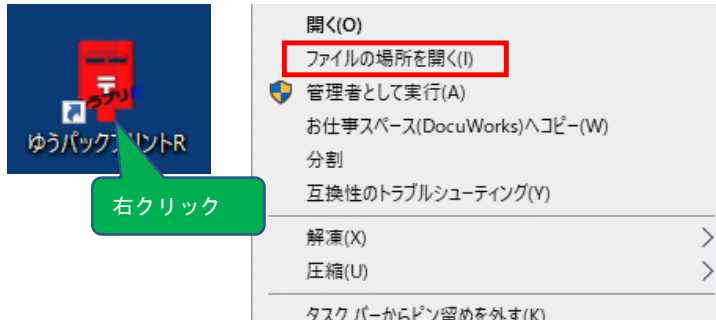 うプリR
ゆうパックプリントR
右クリック
開く(O)
ファイルの場所を開く(I)
管理者として実行(A)
お仕事スペース(DocuWorks)へコピー(W)
分割
互換性のトラブルシューティング(Y)
解凍(X)
圧縮(U)
タスク バーからピン留めを外す(K)